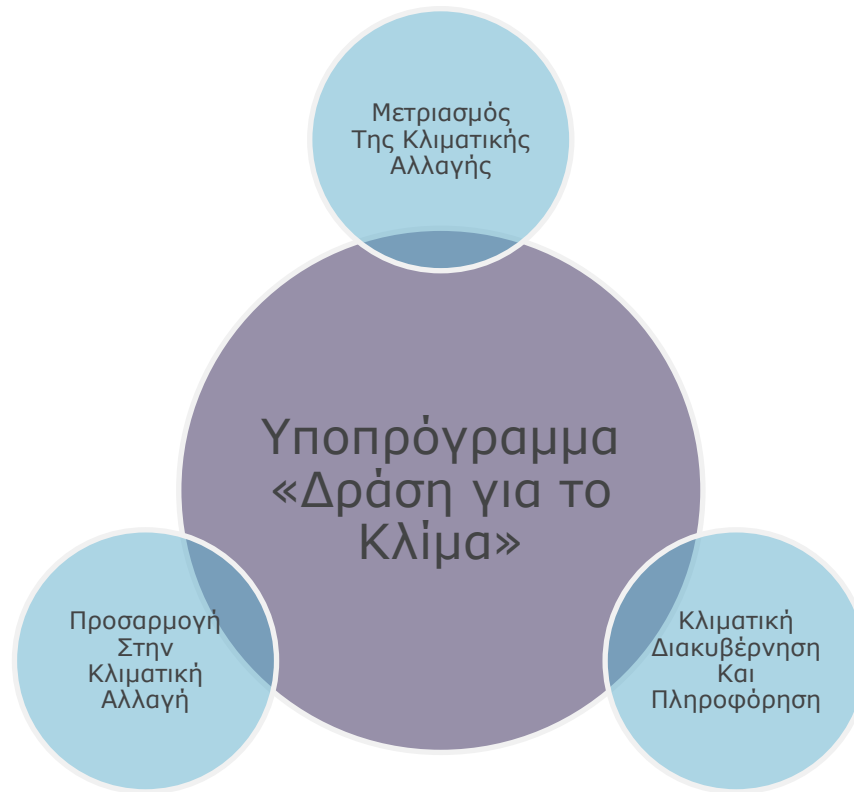 Μετριασμός
Της Κλιματικής
Αλλαγής
Υποπρόγραμμα
«Δράση για το
Κλίμα»
Προσαρμογή
Στην
Κλιματική
Αλλαγή
Κλιματική
Διακυβέρνηση
Και
Πληροφόρηση